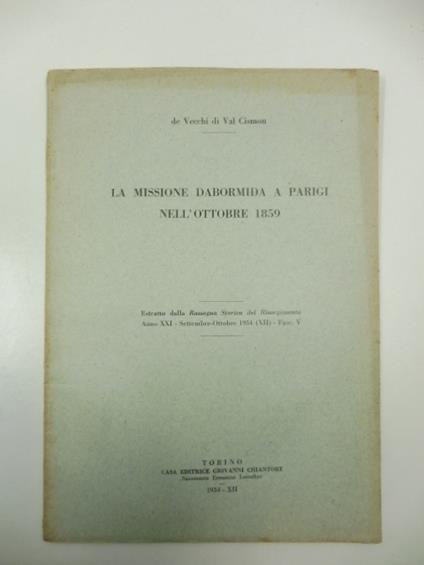 de Vecchi di Val Cismon
LA MISSIONE DABORMIDA A PARIGI
NELL'OTTOBRE 1859
Estratto dalla Rassegna Storica del Risorgimento
Anno XXI - Settembre-Ottobre 1934 (XII) - Fasc. V
TORINO
CASA EDITRICE GIOVANNI CHIANTORE
Successore Ermanno Loescher
1934 - XII